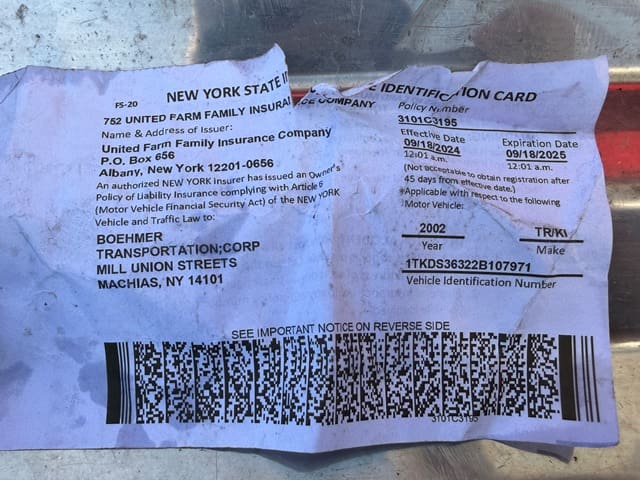 FS-20
NEW YORK STATE IDENTIFICATION CARD
752 UNITED FARM FAMILY INSURANCE COMPANY
Name & Address of Issuer:
United Farm Family Insurance Company
P.O. Box 656
Albany, New York 12201-0656
An authorized NEW YORK insurer has issued an Owner's
Policy of Liability Insurance complying with Article 6
(Motor Vehicle Financial Security Act) of the NEW YORK
Vehicle and Traffic Law to:
BOEHMER
TRANSPORTATION;CORP
MILL UNION STREETS
MACHIAS, NY 14101
Policy Number
3101C3195
Effective Date Expiration Date
09/18/2024 09/18/2025
12:01 a.m. 12:01 a.m.
(Not acceptable to obtain registration after
45 days from effective date.)
Applicable with respect to the following
Motor Vehicle:
2002 TR/KI
Year Make
1TKDS36322B107971
Vehicle Identification Number
SEE IMPORTANT NOTICE ON REVERSE SIDE
3101C3195